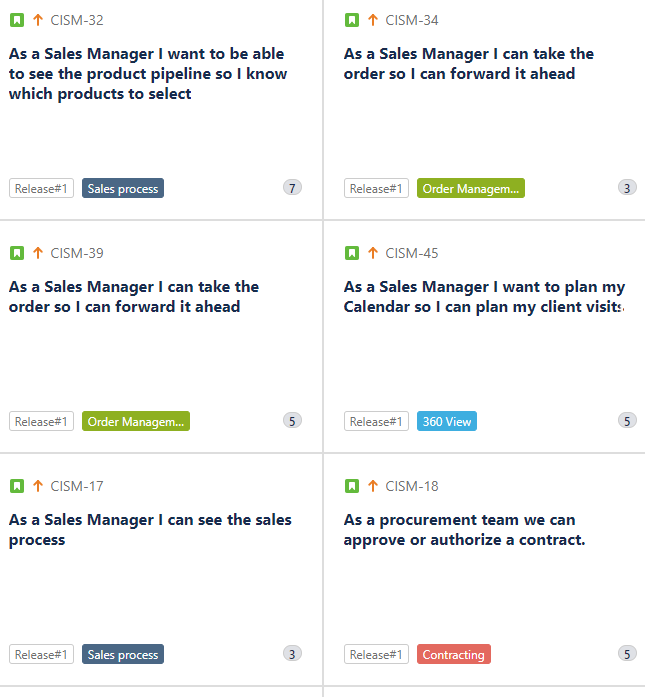 CISM-32
As a Sales Manager I want to be able
to see the product pipeline so I know
which products to select
Release#1 Sales process 7
CISM-34
As a Sales Manager I can take the
order so I can forward it ahead
Release#1 Order Managem... 3
CISM-39
As a Sales Manager I can take the
order so I can forward it ahead
Release#1 Order Managem... 5
CISM-45
As a Sales Manager I want to plan my
Calendar so I can plan my client visits
Release#1 360 View 5
CISM-17
As a Sales Manager I can see the sales
process
Release#1 Sales process 3
CISM-18
As a procurement team we can
approve or authorize a contract.
Release#1 Contracting 5